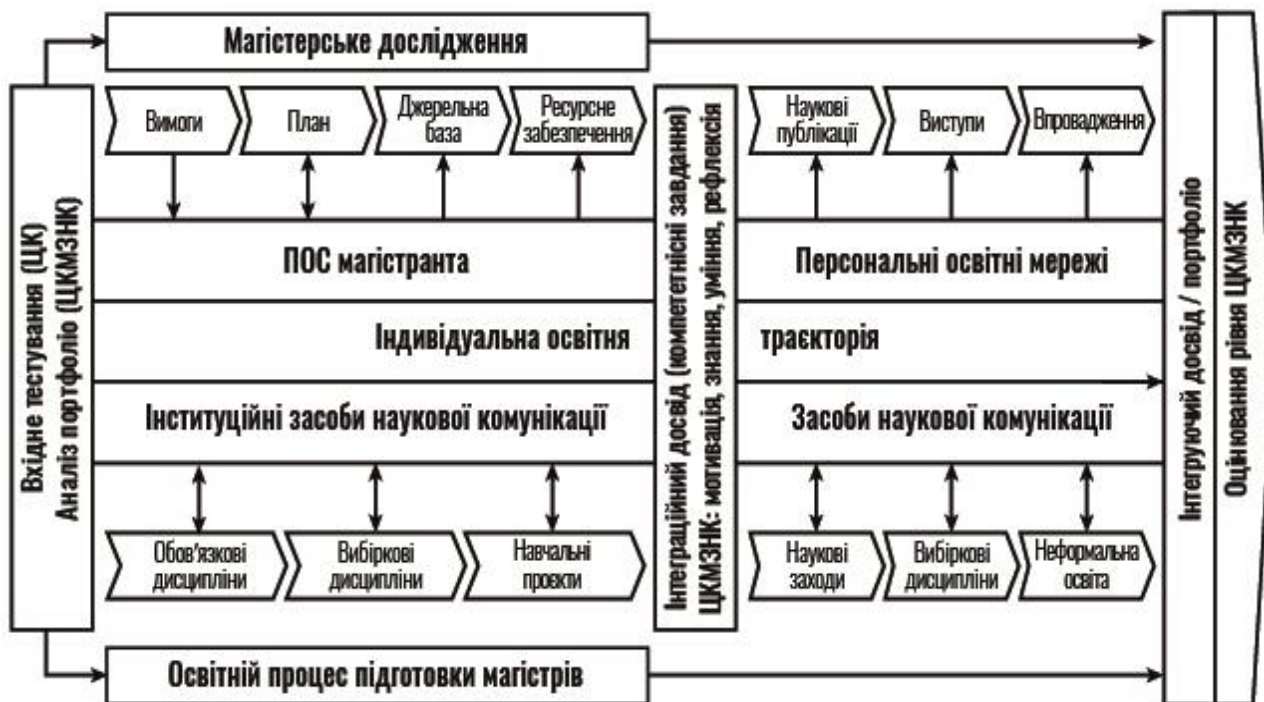 Магістерське дослідження
Вхідне тестування (ЦК)
Аналіз портфоліо (ЦКМЗНК)
Вимоги
План
Джерельна
база
Ресурсне
забезпечення
Інтеграційний досвід (компететнісні завдання)
ЦКМЗНК: мотивація, знання, уміння, рефлексія
Наукові
публікації
Виступи
Впровадження
ПОС магістранта
Персональні освітні мережі
Індивідуальна освітня траєкторія
Інституційні засоби наукової комунікації
Засоби наукової комунікації
Обов'язкові
дисципліни
Вибіркові
дисципліни
Навчальні
проєкти
Наукові
заходи
Вибіркові
дисципліни
Неформальна
освіта
Освітній процес підготовки магістрів
Інтегруючий досвід / портфоліо
Оцінювання рівня ЦКМЗНК